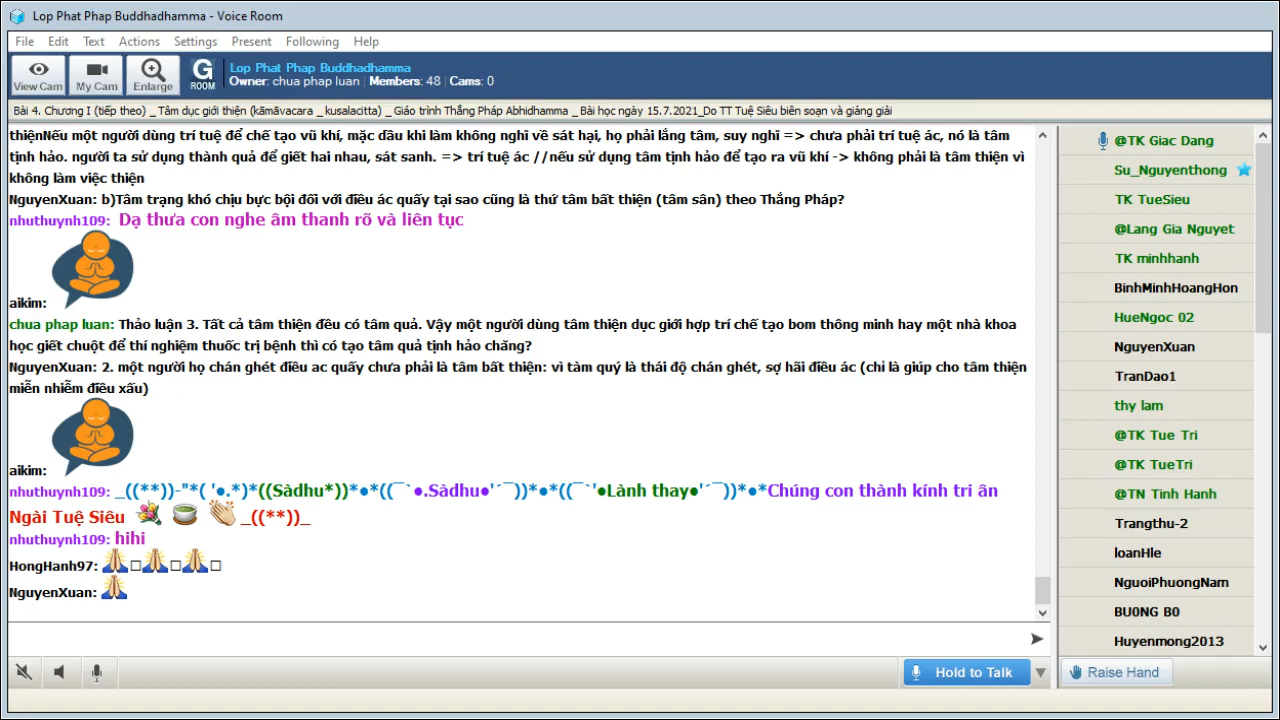 Lop Phat Phap Buddhadhamma - Voice Room
File Edit Text Actions Settings Present Following Help
View Cam My Cam Enlarge G ROOM
Lop Phat Phap Buddhadhamma
Owner: chua phap luan Members: 48 Cams: 0
Bài 4. Chương I (tiếp theo) _ Tâm dục giới thiện (kāmāvacara _ kusalacitta) _ Giáo trình Thắng Pháp Abhidhamma _ Bài học ngày 15.7.2021_Do TT Tuệ Siêu biên soạn và giảng giải
thiệnNếu một người dùng trí tuệ để chế tạo vũ khí, mặc dầu khi làm không nghĩ về sát hại, họ phải lắng tâm, suy nghĩ => chưa phải trí tuệ ác, nó là tâm
tịnh hảo. người ta sử dụng thành quả để giết hai nhau, sát sanh. => trí tuệ ác //nếu sử dụng tâm tịnh hảo để tạo ra vũ khí -> không phải là tâm thiện vì
không làm việc thiện
NguyenXuan: b)Tâm trạng khó chịu bực bội đối với điều ác quấy tại sao cũng là thứ tâm bất thiện (tâm sân) theo Thắng Pháp?
nhuthuynh109: Dạ thưa con nghe âm thanh rõ và liên tục
aikim:
chua phap luan: Thảo luận 3. Tất cả tâm thiện đều có tâm quả. Vậy một người dùng tâm thiện dục giới hợp trí chế tạo bom thông minh hay một nhà khoa
học giết chuột để thí nghiệm thuốc trị bệnh thì có tạo tâm quả tịnh hảo chăng?
NguyenXuan: 2. một người họ chán ghét điều ac quấy chưa phải là tâm bất thiện: vì tàm quý là thái độ chán ghét, sợ hãi điều ác (chi là giúp cho tâm thiện
miễn nhiễm điều xấu)
aikim:
nhuthuynh109: _((**))-"*( '●.*)*((Sàdhu*))*●*((¯`●.Sàdhu●'´¯))*●*((¯`'●Lành thay●'´¯))*●*Chúng con thành kính tri ân
Ngài Tuệ Siêu _((**))_
nhuthuynh109: hihi
HongHanh97: 🙏□🙏□🙏□
NguyenXuan: 🙏
Hold to Talk
@TK Giac Dang
Su_Nguyenthong
TK TueSieu
@Lang Gia Nguyet
TK minhhanh
BinhMinhHoangHon
HueNgoc 02
NguyenXuan
TranDao1
thy lam
@TK Tue Tri
@TK TueTri
@TN Tinh Hanh
Trangthu-2
loanHle
NguoiPhuongNam
BU0NG B0
Huyenmong2013
Raise Hand